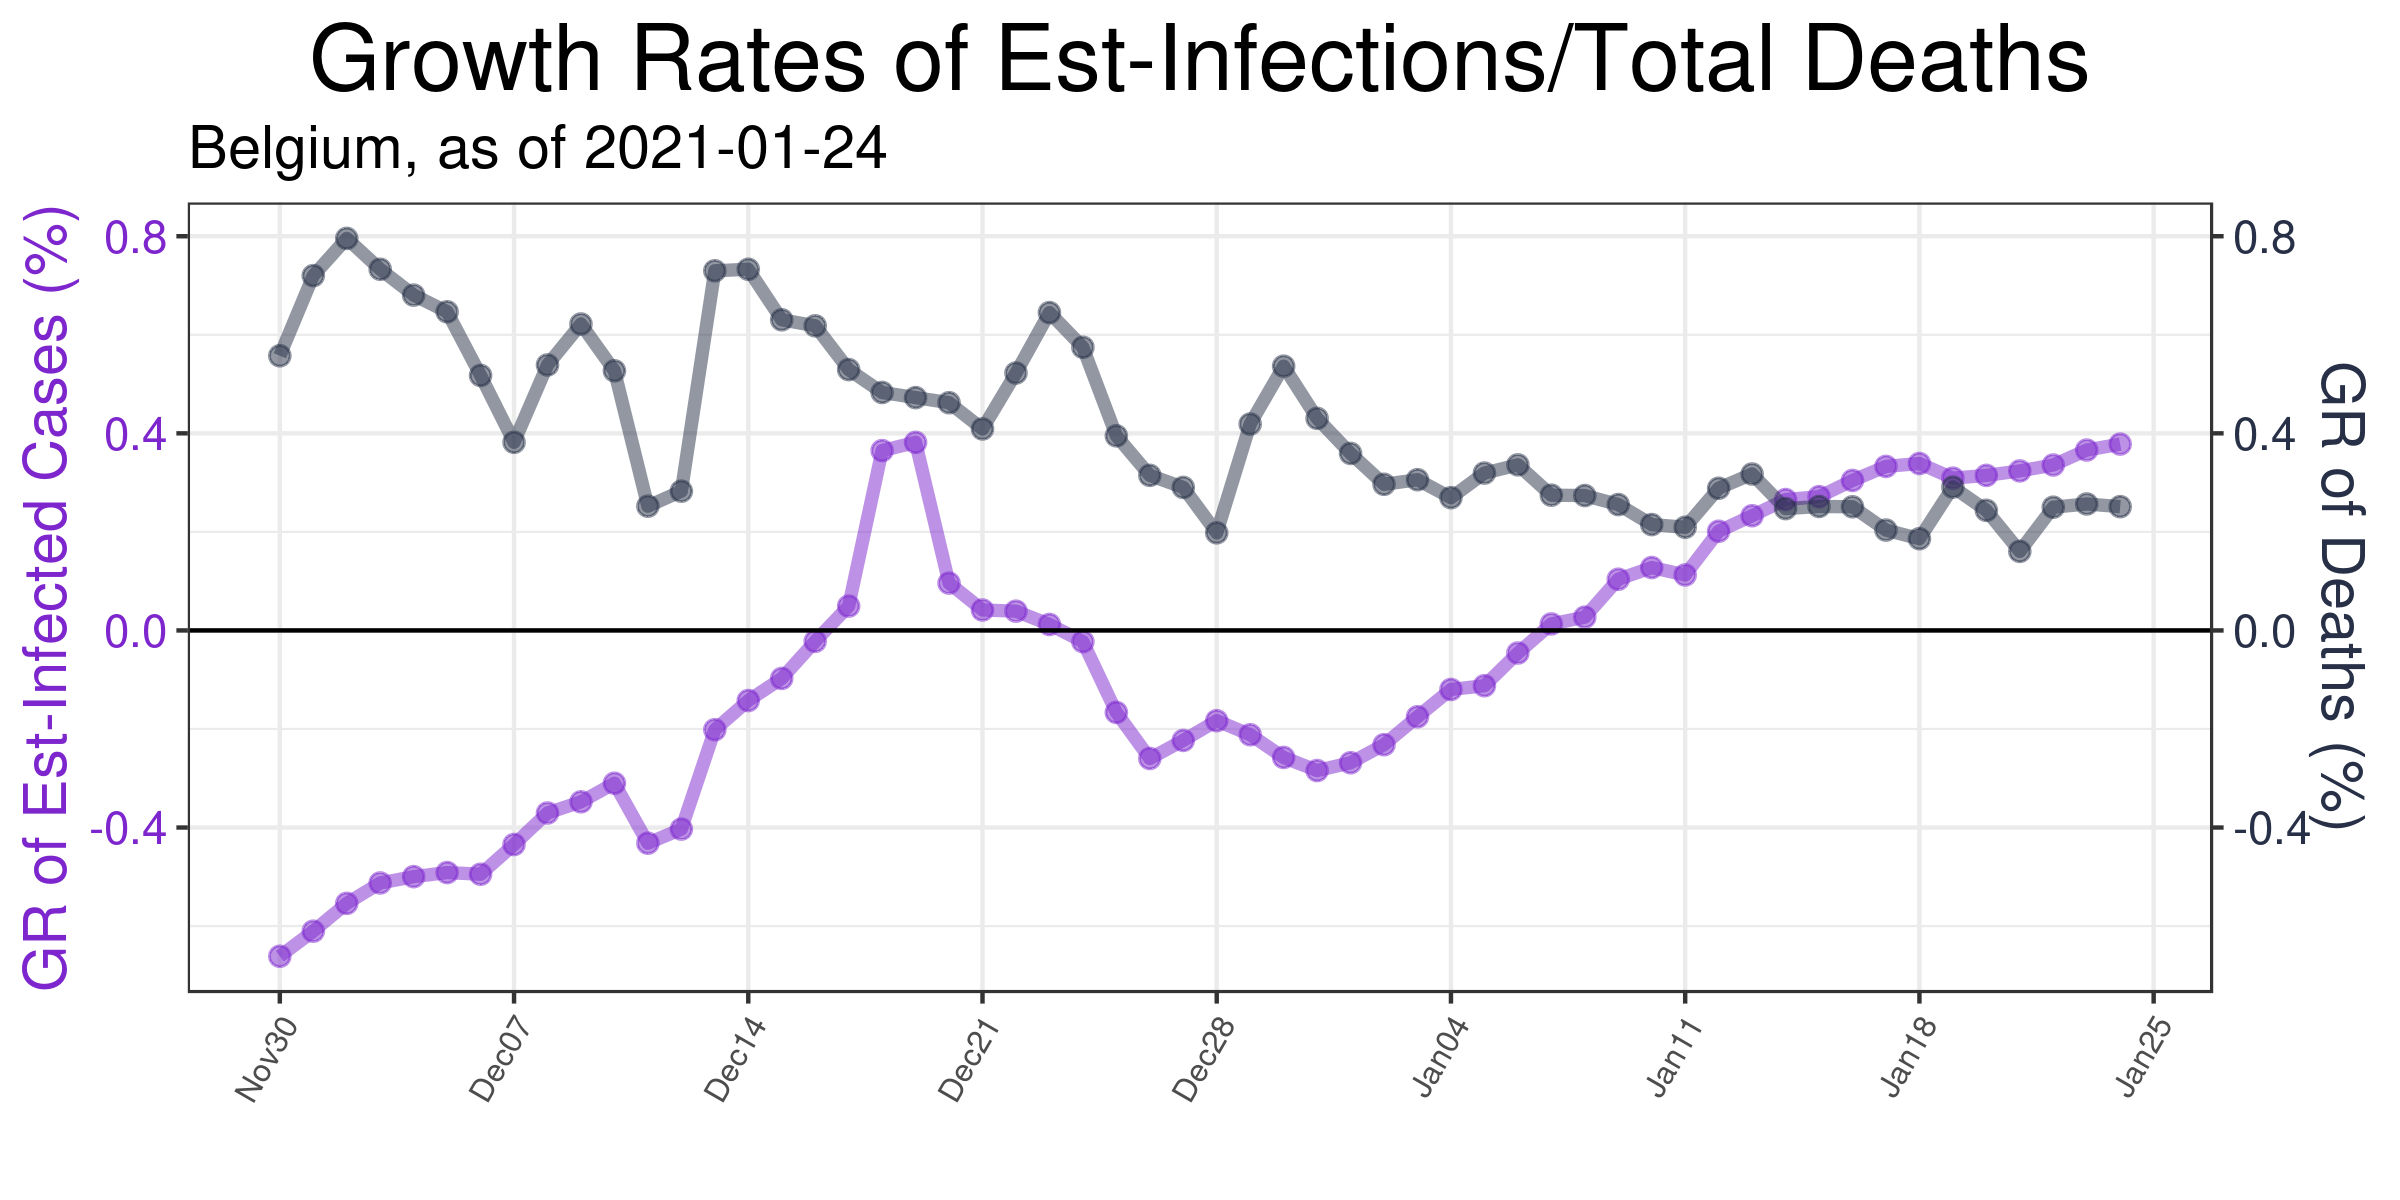 Growth Rates of Est-Infections/Total Deaths
Belgium, as of 2021-01-24
GR of Est-Infected Cases (%)
0.8
0.4
0.0
-0.4
0.8
0.4
0.0
-0.4
GR of Deaths (%)
Nov30
Dec07
Dec14
Dec21
Dec28
Jan04
Jan11
Jan18
Jan25